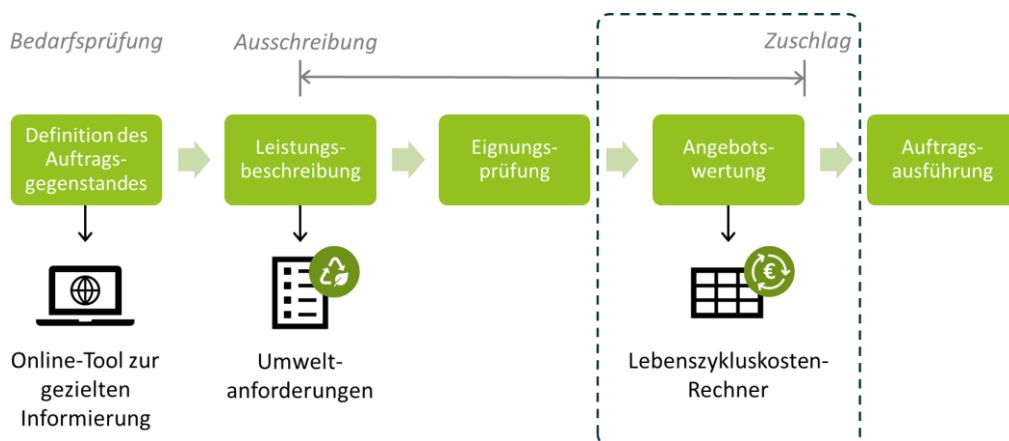 Bedarfsprüfung
Ausschreibung
Zuschlag
Definition des
Auftrags-
gegenstandes
Leistungs-
beschreibung
Eignungs-
prüfung
Angebots-
wertung
Auftrags-
ausführung
€
Online-Tool zur
gezielten
Informierung
Umwelt-
anforderungen
Lebenszykluskosten-
Rechner